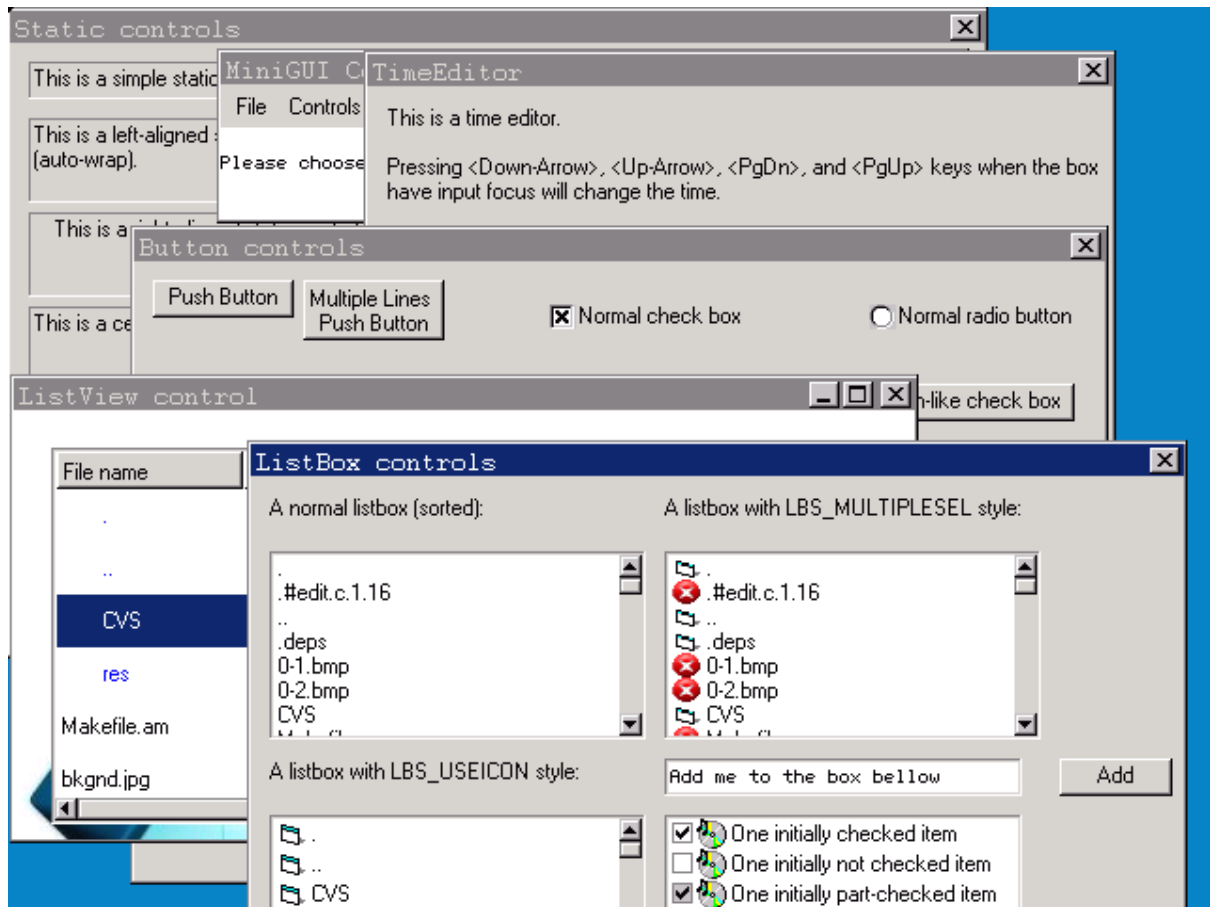 Static controls
This is a simple static
This is a left-aligned
(auto-wrap).
This is a
This is a
MiniGUI
File Controls
Please choose
TimeEditor
This is a time editor.
Pressing <Down-Arrow>, <Up-Arrow>, <PgDn>, and <PgUp> keys when the box
have input focus will change the time.
Button controls
Push Button
Multiple Lines
Push Button
Normal check box
Normal radio button
-like check box
ListView control
File name
.
..
CVS
res
Makefile.am
bkgnd.jpg
ListBox controls
A normal listbox (sorted):
.
.#edit.c.1.16
..
.deps
0-1.bmp
0-2.bmp
CVS
A listbox with LBS_MULTIPLESEL style:
.
.#edit.c.1.16
..
.deps
0-1.bmp
0-2.bmp
CVS
A listbox with LBS_USEICON style:
.
..
CVS
Add me to the box bellow
Add
One initially checked item
One initially not checked item
One initially part-checked item